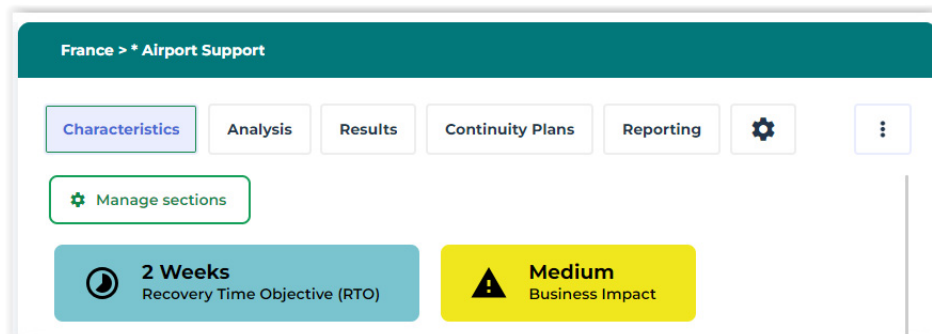 France > * Airport Support
Characteristics
Analysis
Results
Continuity Plans
Reporting
Manage sections
2 Weeks
Recovery Time Objective (RTO)
Medium
Business Impact